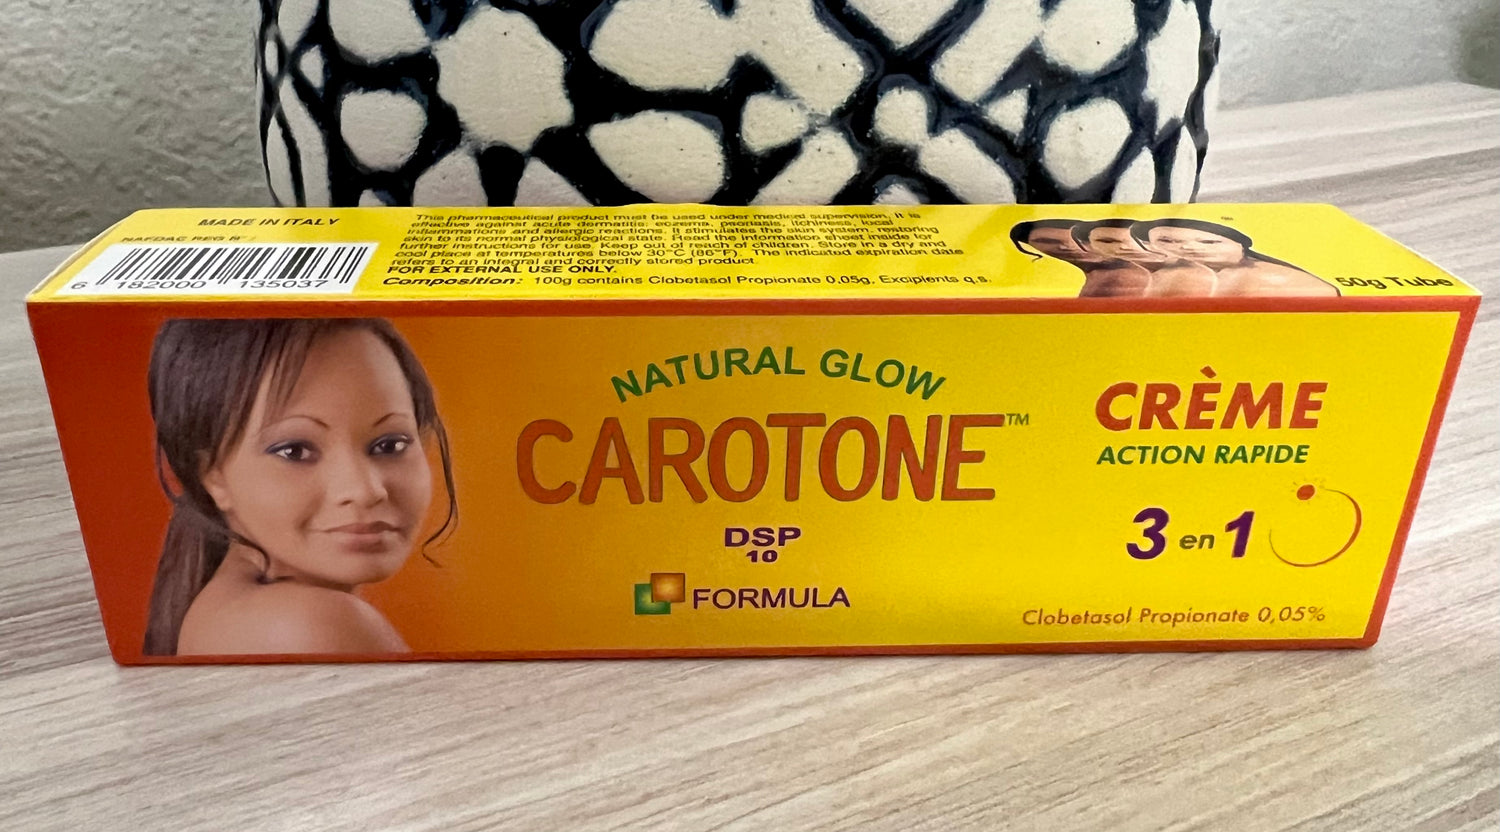 MADE IN ITALY
NAFDAC REG N°:
6 182000 135037
This pharmaceutical product must be used under medical supervision. It is
effective against acute dermatitis: eczema, psoriasis, itchiness, local
inflammations and allergic reactions. It stimulates the skin system, restoring
skin to its normal physiological state. Read the information sheet inside for
further instructions for use. Keep out of reach of children. Store in a dry and
cool place at temperatures below 30°C (86°F). The indicated expiration date
refers to an integral and correctly stored product.
FOR EXTERNAL USE ONLY.
Composition: 100g contains Clobetasol Propionate 0,05g, Excipients q.s.
50g Tube
NATURAL GLOW
CAROTONE™
DSP
10
FORMULA
CRÈME
ACTION RAPIDE
3 en 1
Clobetasol Propionate 0,05%